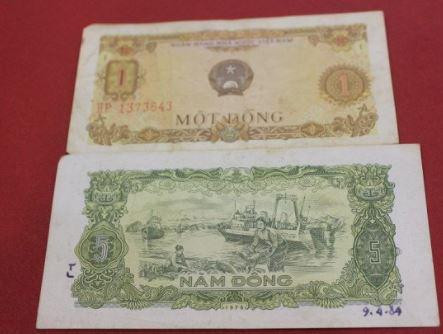 NGÂN HÀNG NHÀ NƯỚC VIỆT NAM
1 1
HP 1373643
MỘT ĐỒNG
5 5
NĂM ĐỒNG
1976
9.4.84